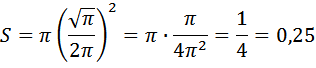 S = π (√π / 2π)² = π · π / 4π² = 1 / 4 = 0,25